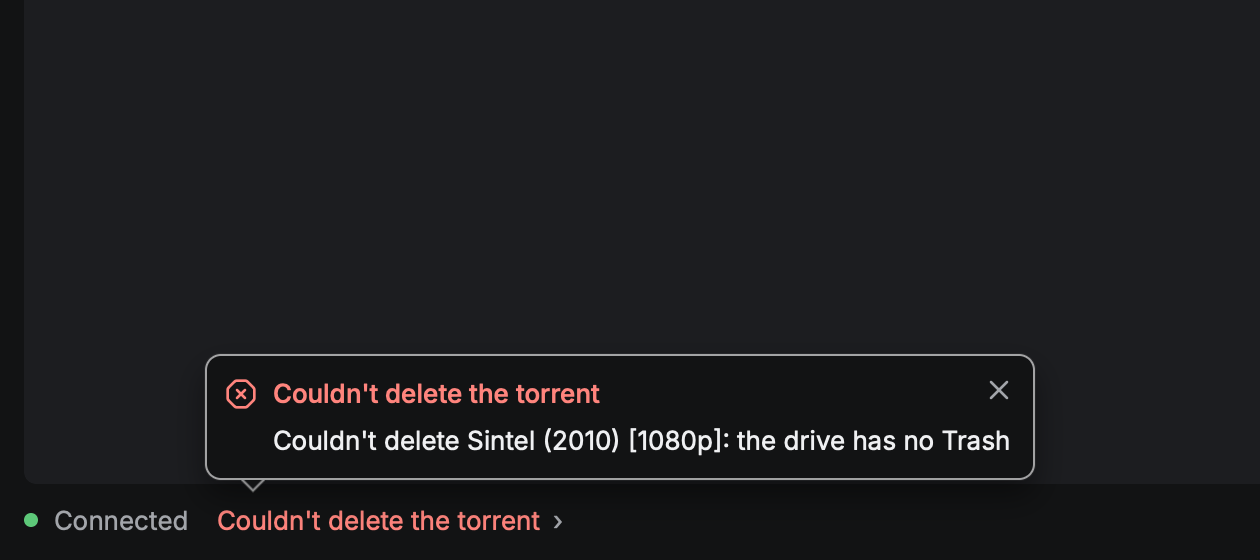 Couldn't delete the torrent
Couldn't delete Sintel (2010) [1080p]: the drive has no Trash
Connected Couldn't delete the torrent ›